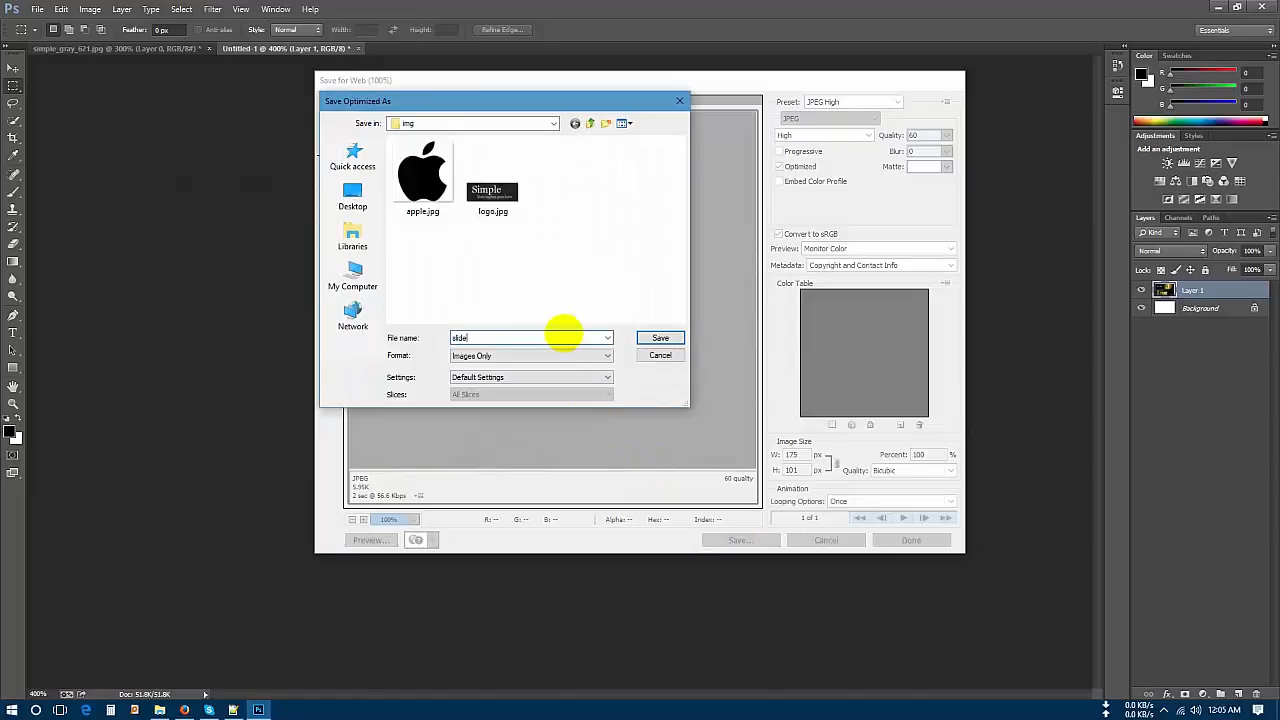 Ps File Edit Image Layer Type Select Filter View Window Help
Feather: 0 px Anti-alias Style: Normal Width: Height: Refine Edge... Essentials
simple_gray_621.jpg @ 300% (Layer 0, RGB/8#) * × Untitled-1 @ 400% (Layer 1, RGB/8) * ×
Color Swatches
R 0
G 0
B 0
Adjustments Styles
Add an adjustment
Layers Channels Paths
Kind
Normal Opacity: 100%
Locks Fill: 100%
Layer 1
Background
Save for Web (100%)
Save Optimized As
Save in: img
Quick access
Desktop
Libraries
My Computer
Network
apple.jpg
Simple
logo.jpg
File name: slide
Save
Format: Images Only
Cancel
Settings: Default Settings
Slices: All Slices
Preset: JPEG High
JPEG
High Quality: 60
Progressive Blur: 0
Optimized Matte:
Embed Color Profile
Convert to sRGB
Preview: Monitor Color
Metadata: Copyright and Contact Info
Color Table
Image Size
W: 175 px Percent: 100 %
H: 101 px Quality: Bicubic
Animation
Looping Options: Once
1 of 1
JPEG 60 quality
5.95K
2 sec @ 56.6 Kbps
100% R: -- G: -- B: -- Alpha: -- Hex: -- Index: --
Preview... Save... Cancel Done
400% Doc: 51.8K/51.8K
0.0 KB/s
0.0 KB/s
12:05 AM